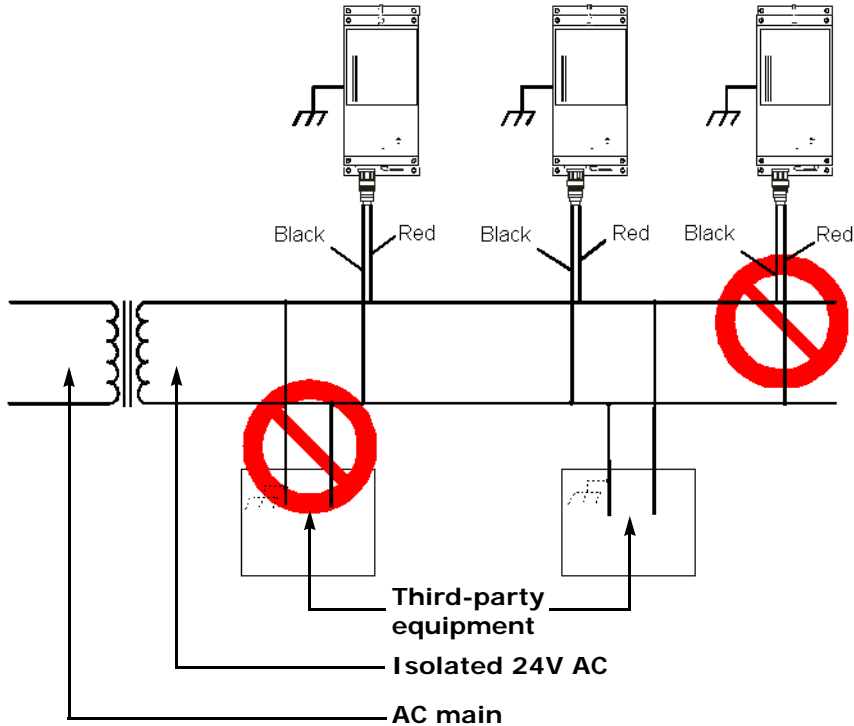 Black Red Black Red Black Red
Third-party
equipment
Isolated 24V AC
AC main